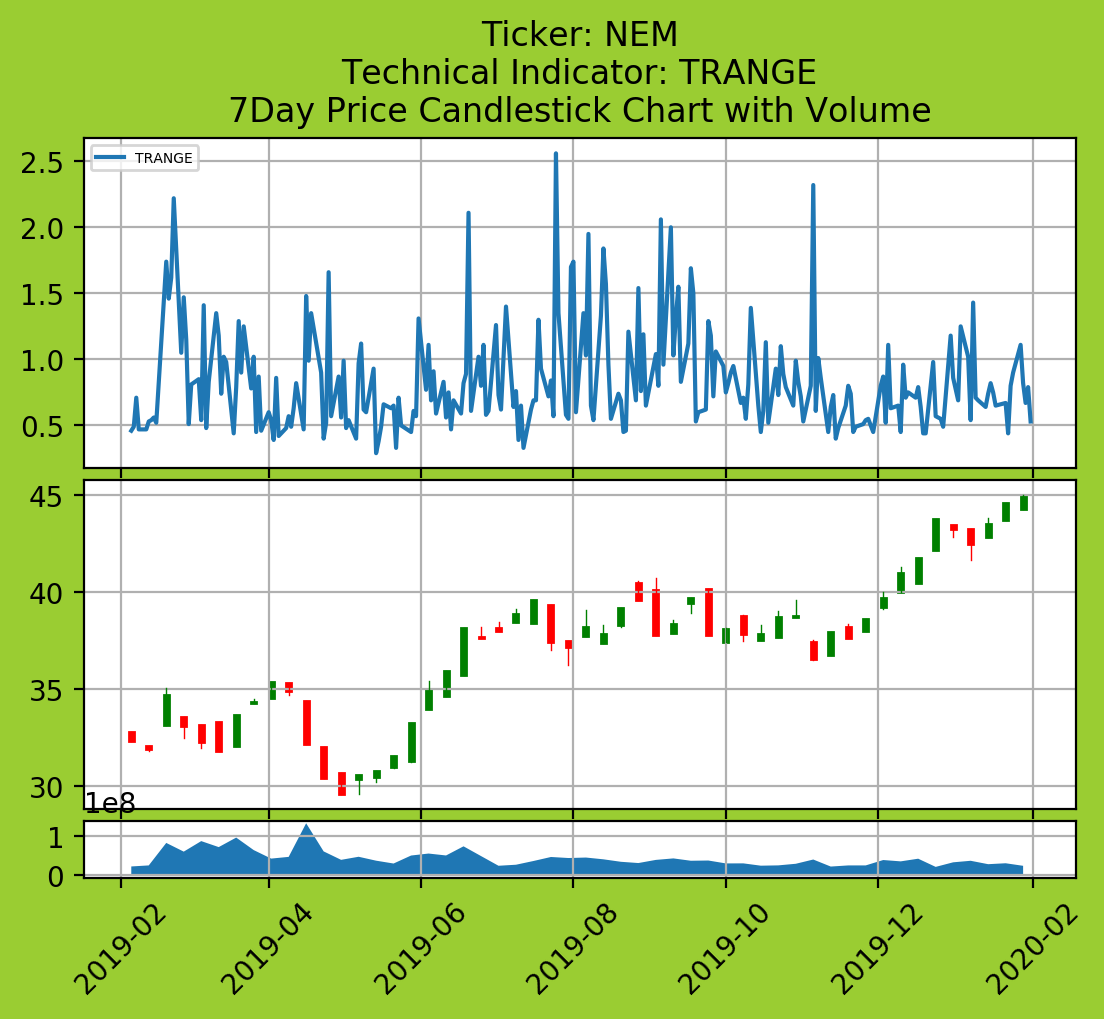 Ticker: NEM
Technical Indicator: TRANGE
7Day Price Candlestick Chart with Volume
TRANGE
2.5
2.0
1.5
1.0
0.5
45
40
35
30
1e8
1
0
2019-02 2019-04 2019-06 2019-08 2019-10 2019-12 2020-02